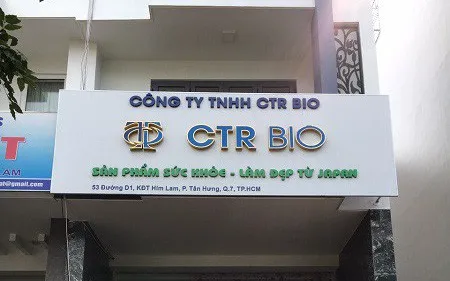 CÔNG TY TNHH CTR BIO
CTR BIO
SẢN PHẨM SỨC KHỎE - LÀM ĐẸP TỪ JAPAN
53 Đường D1, KĐT Him Lam, P. Tân Hưng, Q.7, TP.HCM